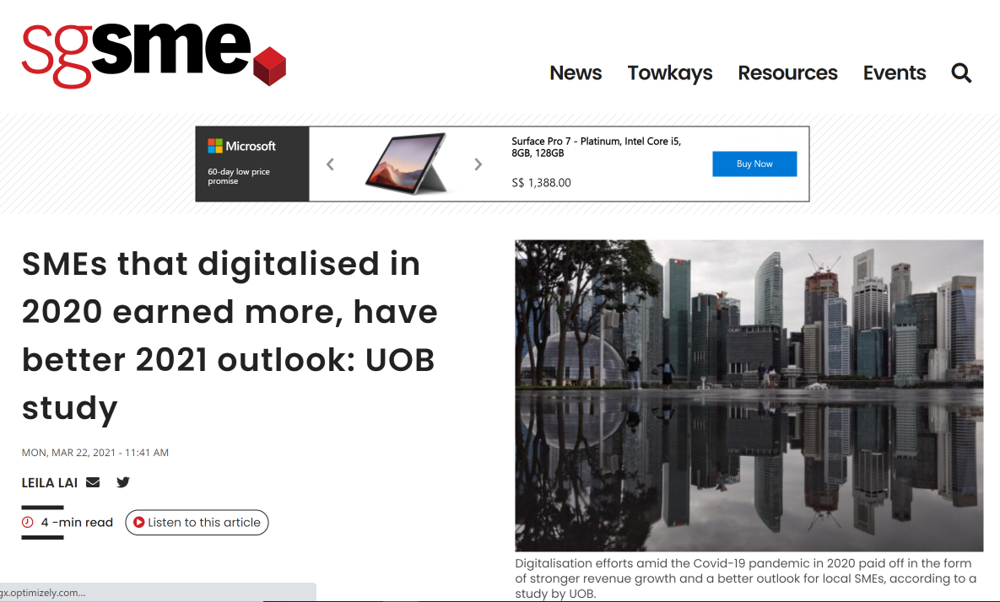 sgsme
News Towkays Resources Events
Microsoft
60-day low price
promise
Surface Pro 7 - Platinum, Intel Core i5,
8GB, 128GB
S$ 1,388.00
Buy Now
SMEs that digitalised in
2020 earned more, have
better 2021 outlook: UOB
study
MON, MAR 22, 2021 - 11:41 AM
LEILA LAI
4 -min read
Listen to this article
Digitalisation efforts amid the Covid-19 pandemic in 2020 paid off in the form
of stronger revenue growth and a better outlook for local SMEs, according to a
study by UOB.
gx.optimizely.com...